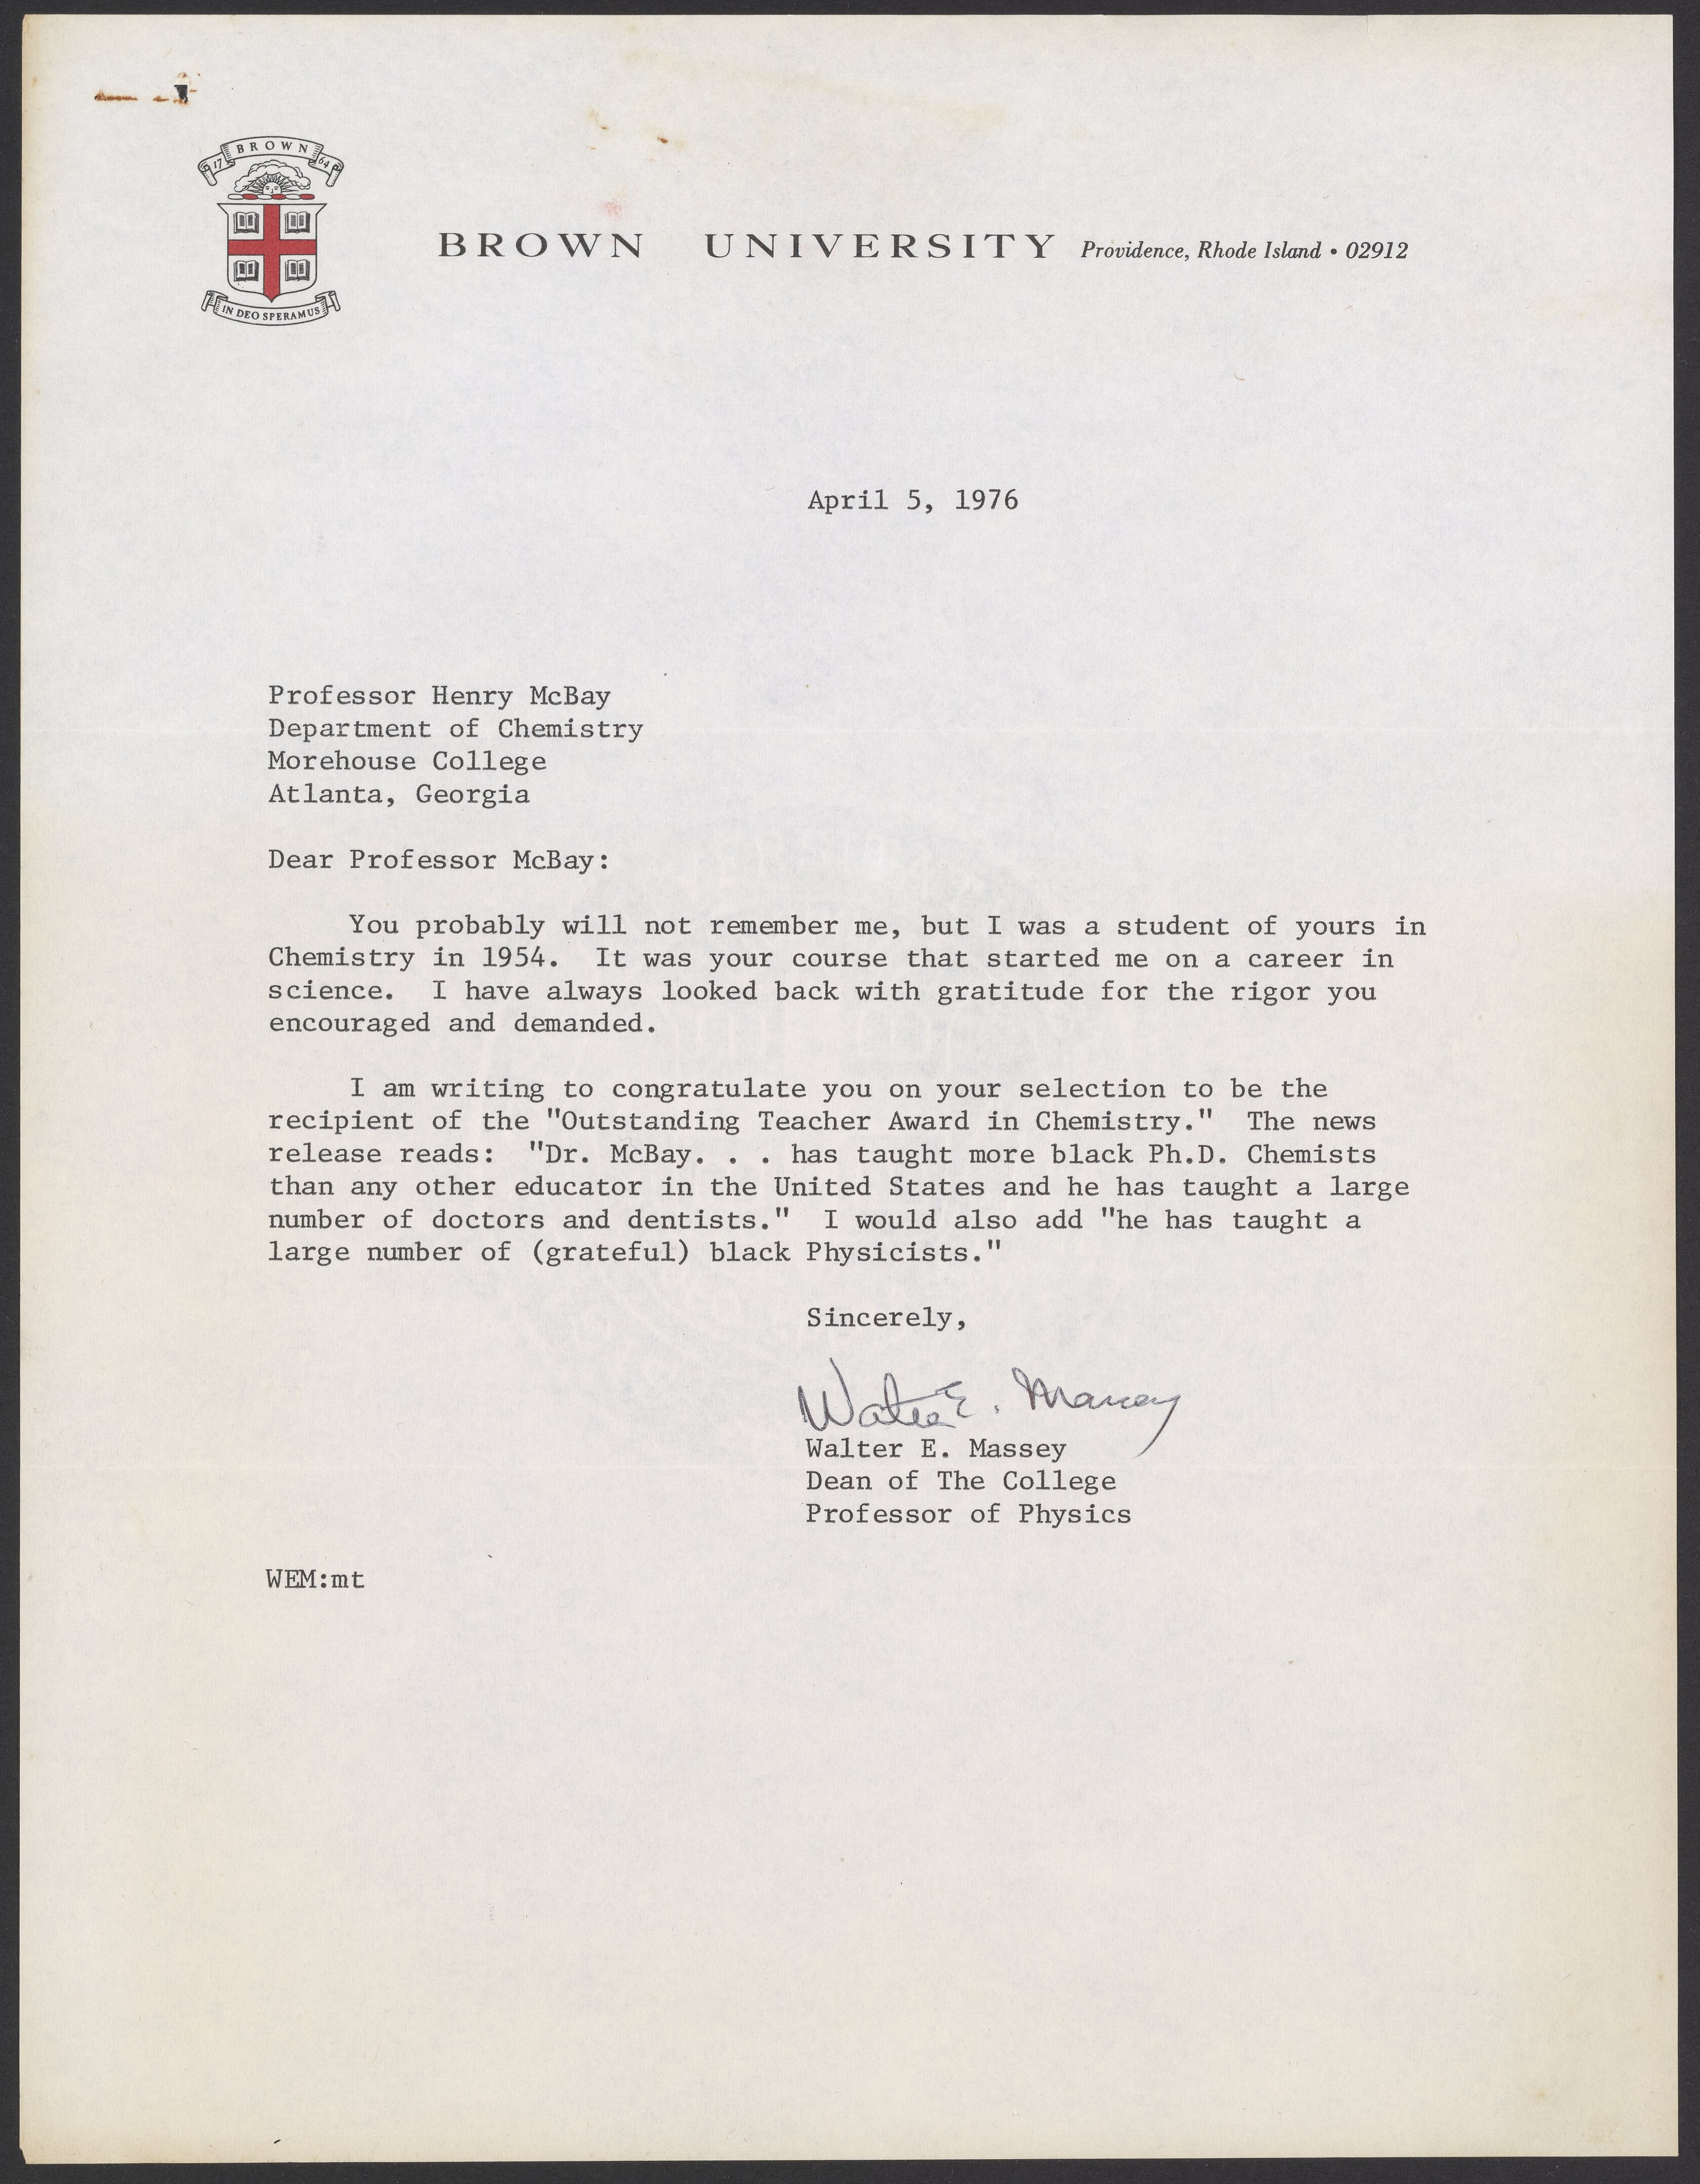 BROWN
17 64
IN DEO SPERAMUS
BROWN UNIVERSITY Providence, Rhode Island • 02912
April 5, 1976
Professor Henry McBay
Department of Chemistry
Morehouse College
Atlanta, Georgia
Dear Professor McBay:
You probably will not remember me, but I was a student of yours in
Chemistry in 1954. It was your course that started me on a career in
science. I have always looked back with gratitude for the rigor you
encouraged and demanded.
I am writing to congratulate you on your selection to be the
recipient of the "Outstanding Teacher Award in Chemistry." The news
release reads: "Dr. McBay. . . has taught more black Ph.D. Chemists
than any other educator in the United States and he has taught a large
number of doctors and dentists." I would also add "he has taught a
large number of (grateful) black Physicists."
Sincerely,
Walter E. Massey
Walter E. Massey
Dean of The College
Professor of Physics
WEM:mt